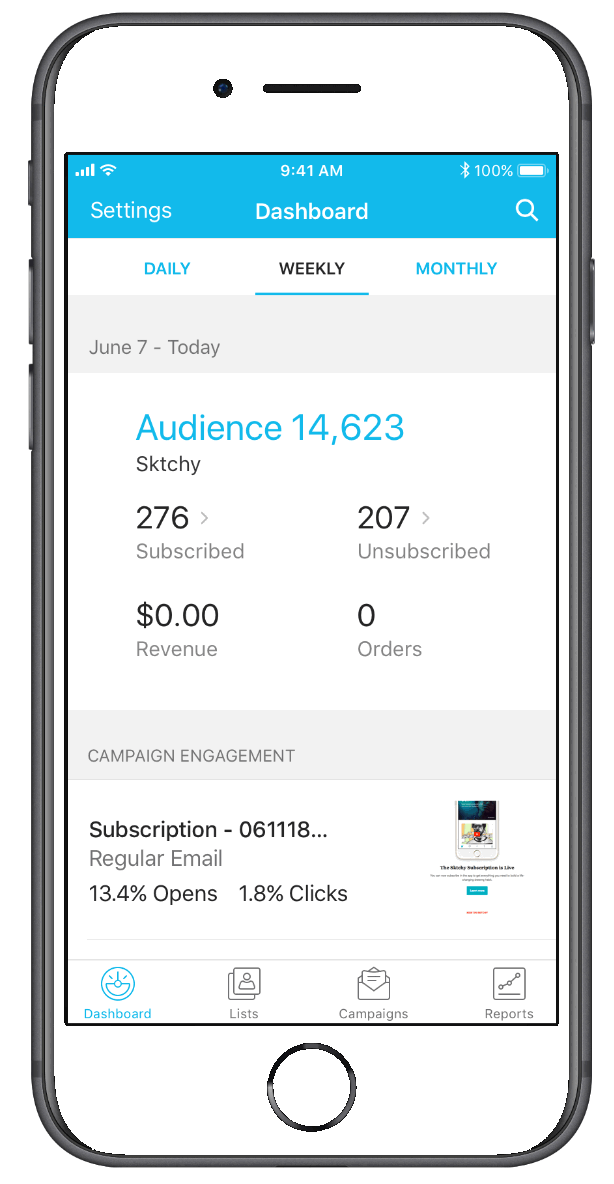 9:41 AM
100%
Settings
Dashboard
DAILY
WEEKLY
MONTHLY
June 7 - Today
Audience 14,623
Sktchy
276
207
Subscribed
Unsubscribed
$0.00
0
Revenue
Orders
CAMPAIGN ENGAGEMENT
Subscription - 061118...
Regular Email
13.4% Opens 1.8% Clicks
The Sktchy Subscription is Live
Dashboard
Lists
Campaigns
Reports